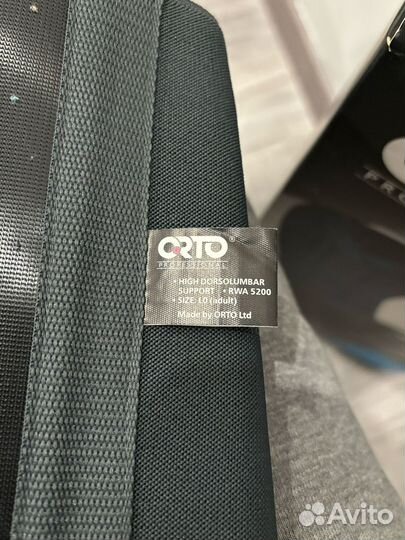 ORTO®
PROFESSIONAL
• HIGH DORSOLUMBAR
SUPPORT • RWA 5200
• SIZE: L0 (adult)
Made by ORTO Ltd
Avito